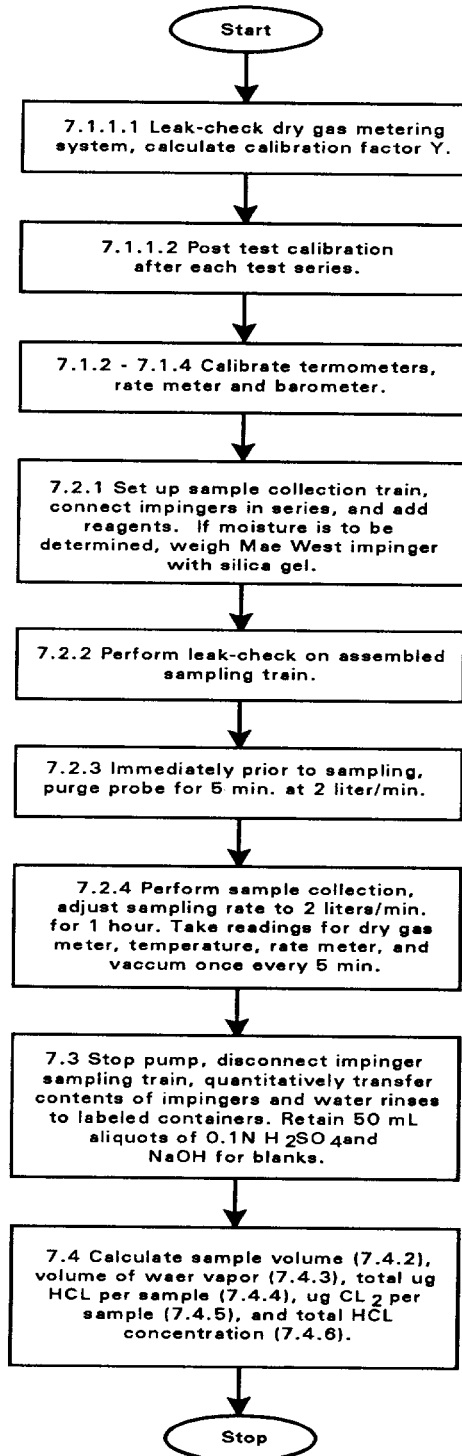 Start
7.1.1.1 Leak-check dry gas metering
system, calculate calibration factor Y.
7.1.1.2 Post test calibration
after each test series.
7.1.2 - 7.1.4 Calibrate termometers,
rate meter and barometer.
7.2.1 Set up sample collection train,
connect impingers in series, and add
reagents. If moisture is to be
determined, weigh Mae West impinger
with silica gel.
7.2.2 Perform leak-check on assembled
sampling train.
7.2.3 Immediately prior to sampling,
purge probe for 5 min. at 2 liter/min.
7.2.4 Perform sample collection,
adjust sampling rate to 2 liters/min.
for 1 hour. Take readings for dry gas
meter, temperature, rate meter, and
vaccum once every 5 min.
7.3 Stop pump, disconnect impinger
sampling train, quantitatively transfer
contents of impingers and water rinses
to labeled containers. Retain 50 mL
aliquots of 0.1N H2SO4and
NaOH for blanks.
7.4 Calculate sample volume (7.4.2),
volume of waer vapor (7.4.3), total ug
HCL per sample (7.4.4), ug CL2 per
sample (7.4.5), and total HCL
concentration (7.4.6).
Stop